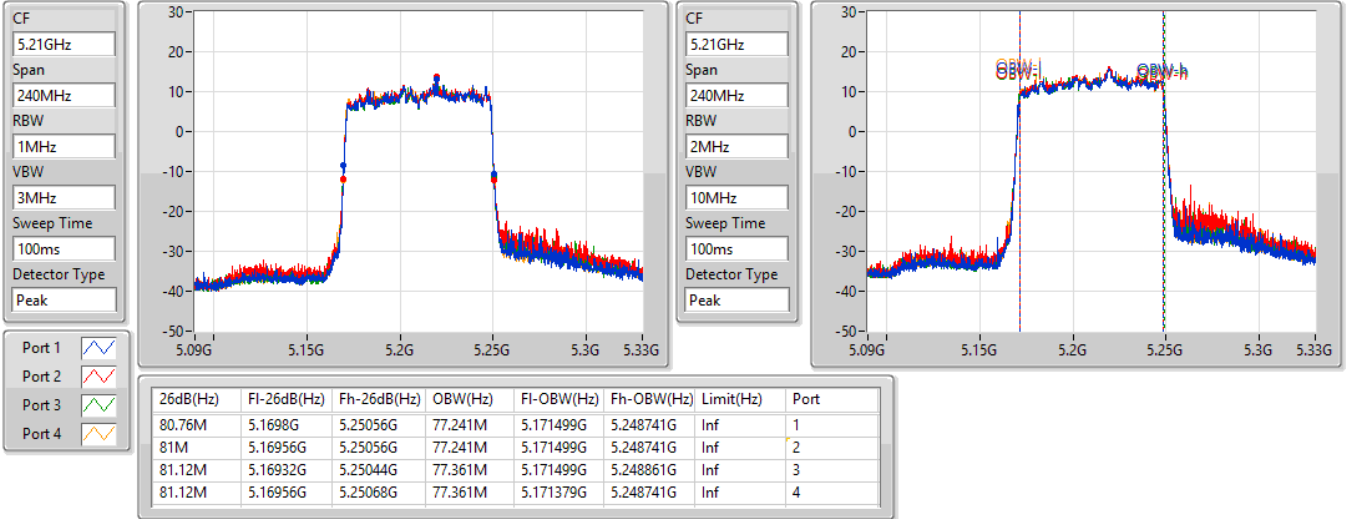 CF
5.21GHz
Span
240MHz
RBW
1MHz
VBW
3MHz
Sweep Time
100ms
Detector Type
Peak
30
20
10
0
-10
-20
-30
-40
-50
5.09G 5.15G 5.2G 5.25G 5.3G 5.33G
CF
5.21GHz
Span
240MHz
RBW
2MHz
VBW
10MHz
Sweep Time
100ms
Detector Type
Peak
30
20
10
0
-10
-20
-30
-40
-50
OBW-l OBW-h
5.09G 5.15G 5.2G 5.25G 5.3G 5.33G
Port 1
Port 2
Port 3
Port 4
26dB(Hz) Fl-26dB(Hz) Fh-26dB(Hz) OBW(Hz) Fl-OBW(Hz) Fh-OBW(Hz) Limit(Hz) Port
80.76M 5.1698G 5.25056G 77.241M 5.171499G 5.248741G Inf 1
81M 5.16956G 5.25056G 77.241M 5.171499G 5.248741G Inf 2
81.12M 5.16932G 5.25044G 77.361M 5.171499G 5.248861G Inf 3
81.12M 5.16956G 5.25068G 77.361M 5.171379G 5.248741G Inf 4